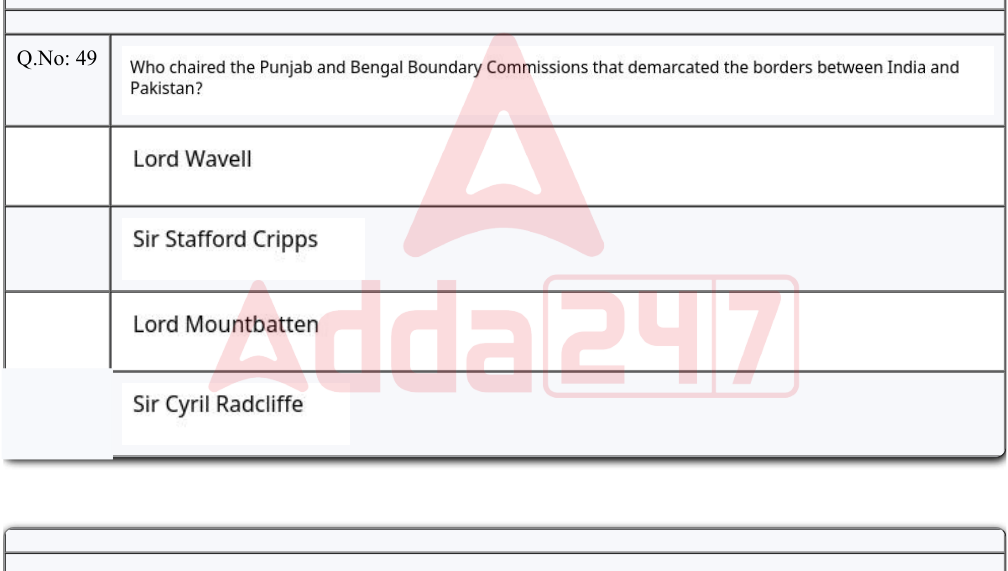 Q.No: 49
Who chaired the Punjab and Bengal Boundary Commissions that demarcated the borders between India and
Pakistan?
Lord Wavell
Sir Stafford Cripps
Lord Mountbatten
Adda247
Sir Cyril Radcliffe